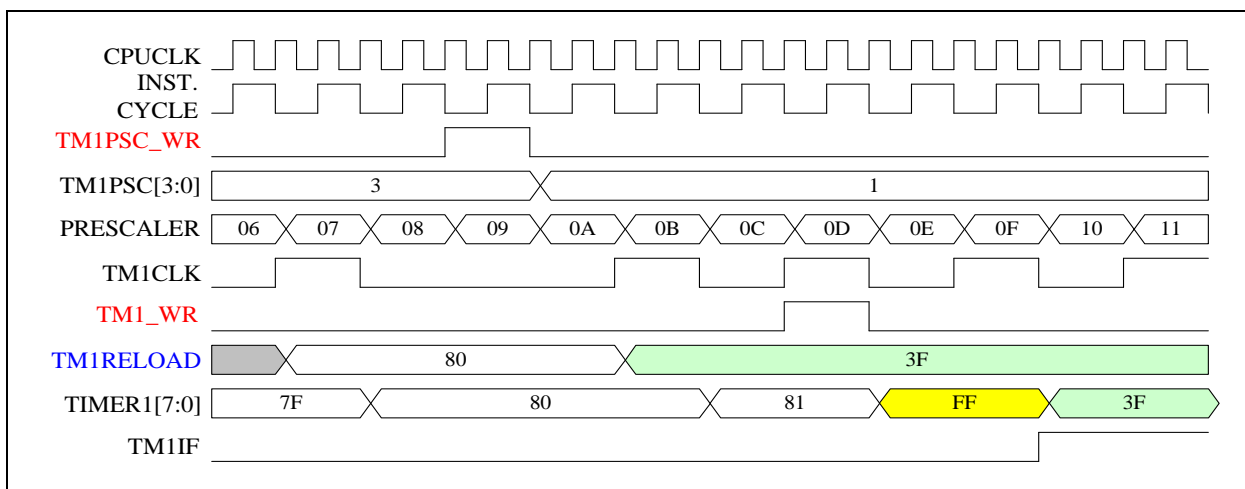 CPUCLK
INST.
CYCLE
TM1PSC_WR
TM1PSC[3:0] 3 1
PRESCALER 06 07 08 09 0A 0B 0C 0D 0E 0F 10 11
TM1CLK
TM1_WR
TM1RELOAD 80 3F
TIMER1[7:0] 7F 80 81 FF 3F
TM1IF